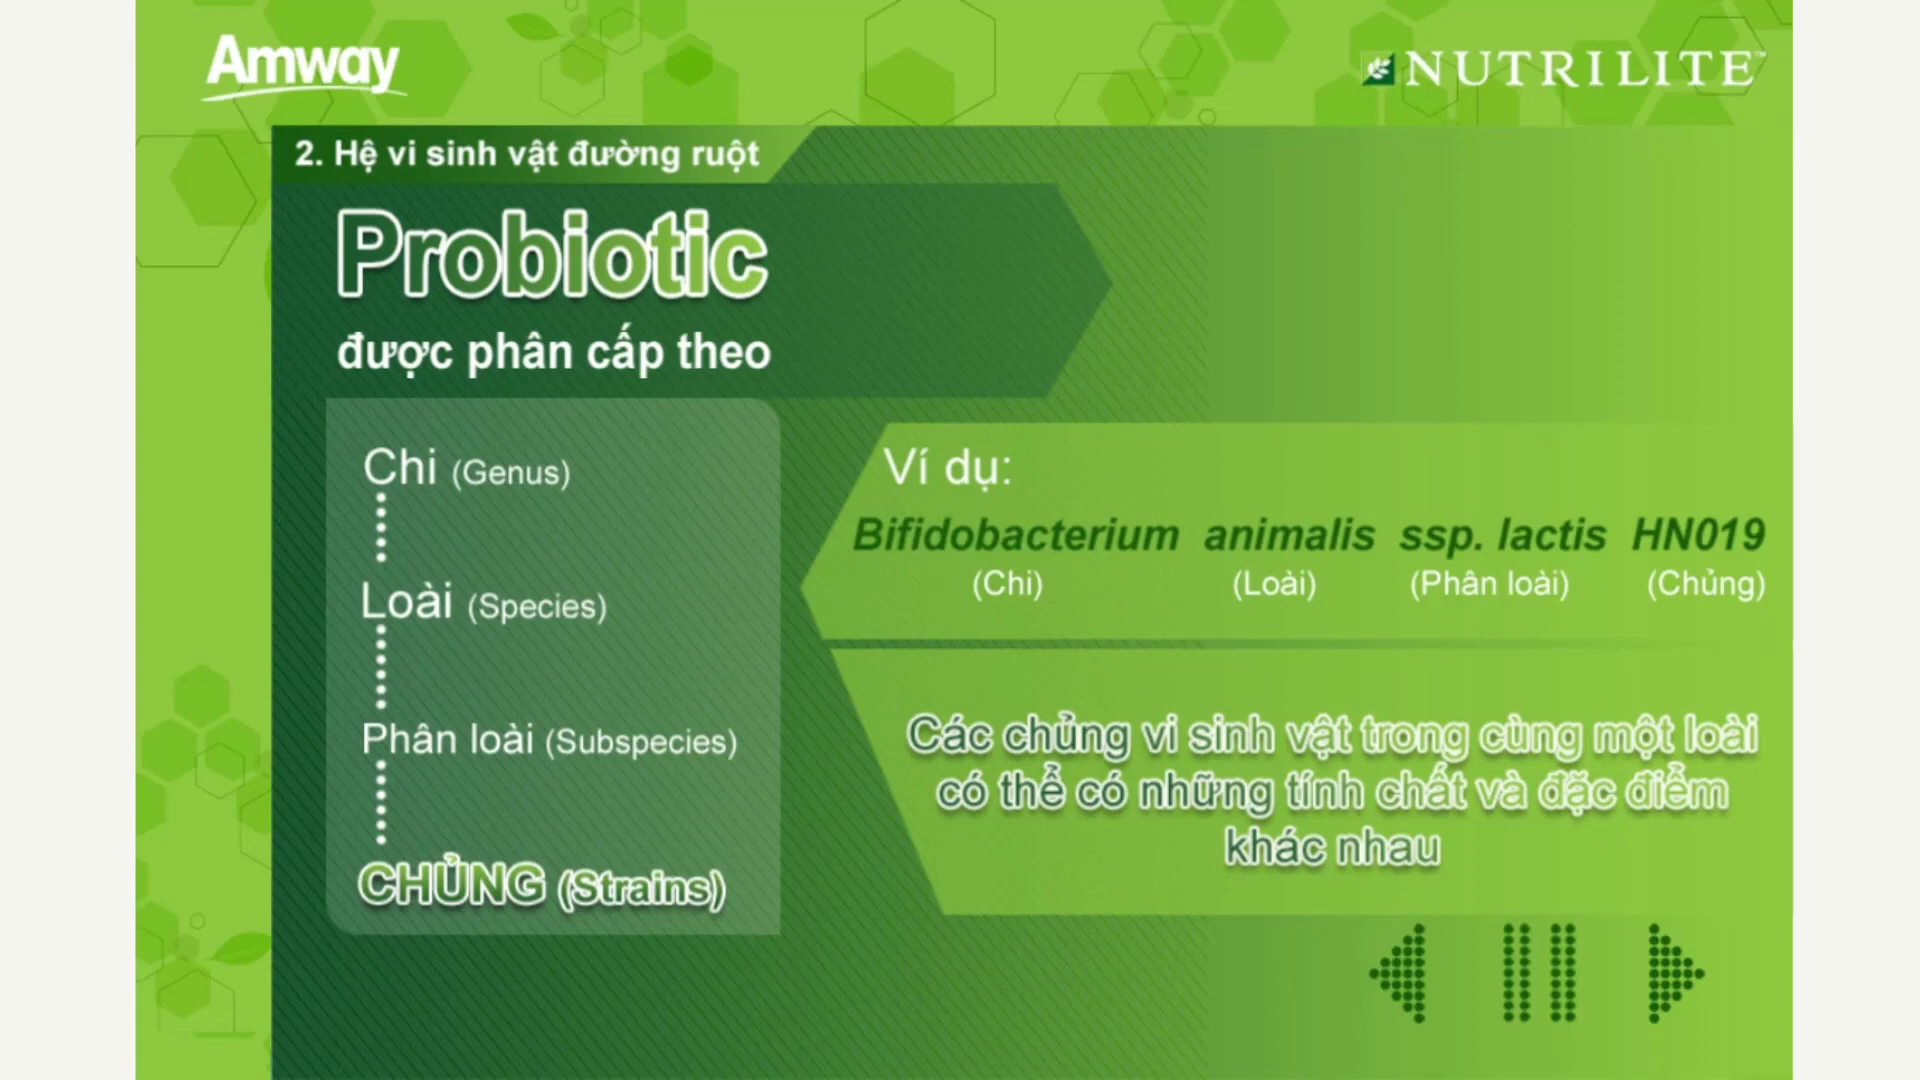 Amway
NUTRILITE™
2. Hệ vi sinh vật đường ruột
Probiotic
được phân cấp theo
Chi (Genus)
Loài (Species)
Phân loài (Subspecies)
CHỦNG (Strains)
Ví dụ:
Bifidobacterium animalis ssp. lactis HN019
(Chi) (Loài) (Phân loài) (Chủng)
Các chủng vi sinh vật trong cùng một loài
có thể có những tính chất và đặc điểm
khác nhau